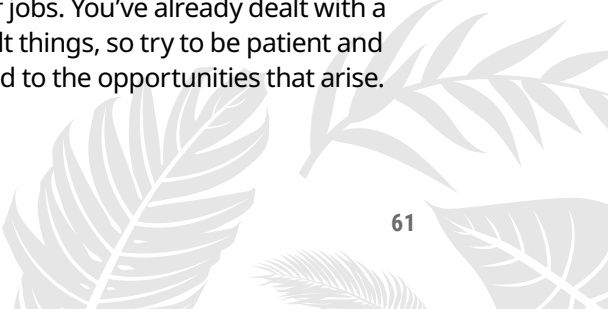 jobs. You’ve already dealt with a
things, so try to be patient and
to the opportunities that arise.
61